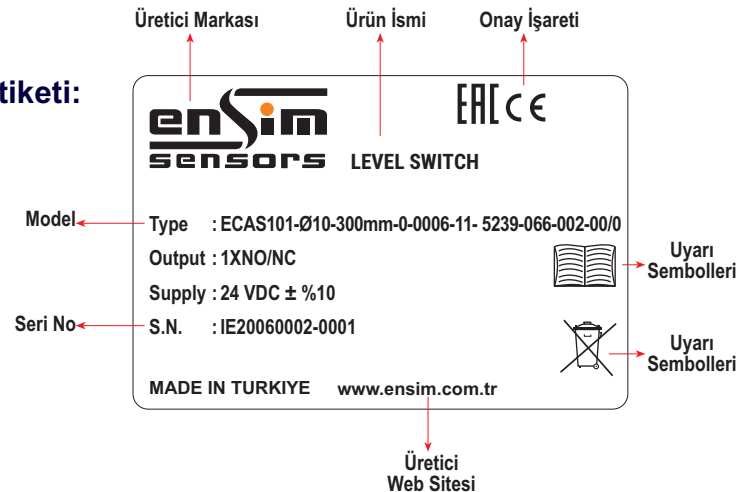 Üretici Markası
Ürün İsmi
Onay İşareti
tiketi:
ensim
sensors
EAC CE
LEVEL SWITCH
Model
Type : ECAS101-Ø10-300mm-0-0006-11- 5239-066-002-00/0
Output : 1XNO/NC
Supply : 24 VDC ± %10
Uyarı
Sembolleri
Seri No
S.N. : IE20060002-0001
Uyarı
Sembolleri
MADE IN TURKIYE www.ensim.com.tr
Üretici
Web Sitesi